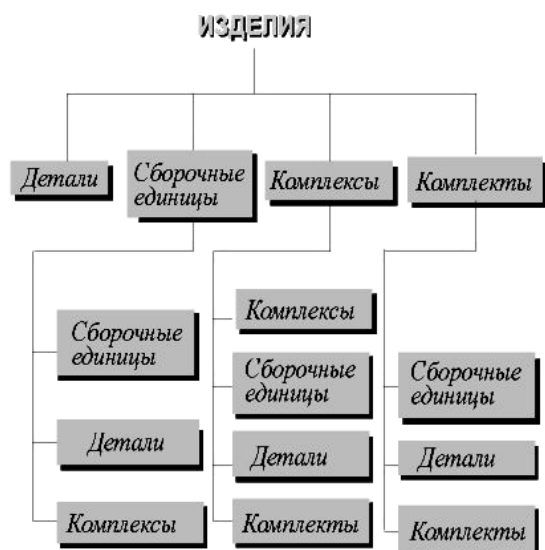 ИЗДЕЛИЯ
Детали
Сборочные
единицы
Комплексы
Комплекты
Сборочные
единицы
Детали
Комплексы
Комплексы
Сборочные
единицы
Детали
Комплекты
Сборочные
единицы
Детали
Комплекты